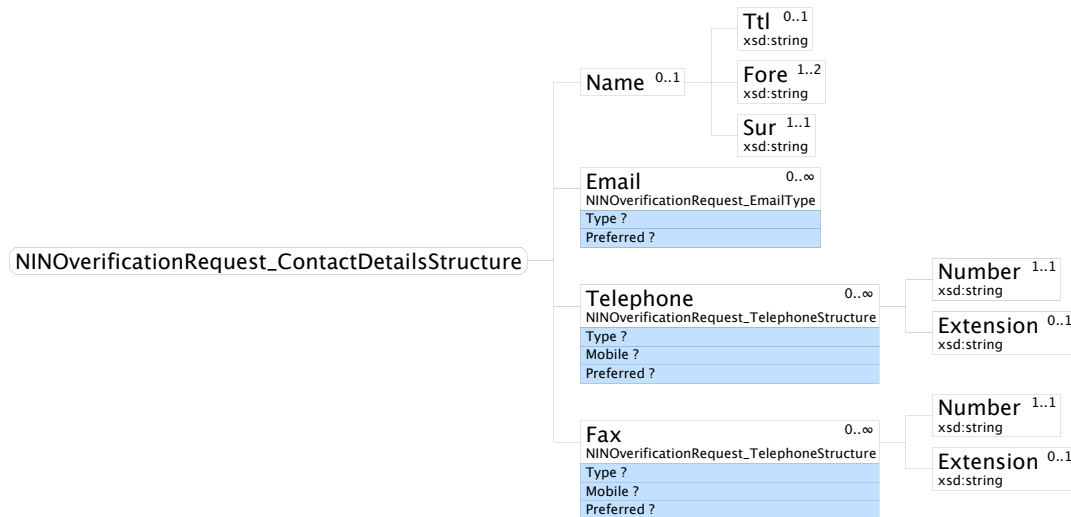 Ttl 0..1
xsd:string
Name 0..1
Fore 1..2
xsd:string
Sur 1..1
xsd:string
Email 0..∞
NINOverificationRequest_EmailType
Type ?
Preferred ?
NINOverificationRequest_ContactDetailsStructure
Telephone 0..∞
NINOverificationRequest_TelephoneStructure
Type ?
Mobile ?
Preferred ?
Number 1..1
xsd:string
Extension 0..1
xsd:string
Fax 0..∞
NINOverificationRequest_TelephoneStructure
Type ?
Mobile ?
Preferred ?
Number 1..1
xsd:string
Extension 0..1
xsd:string